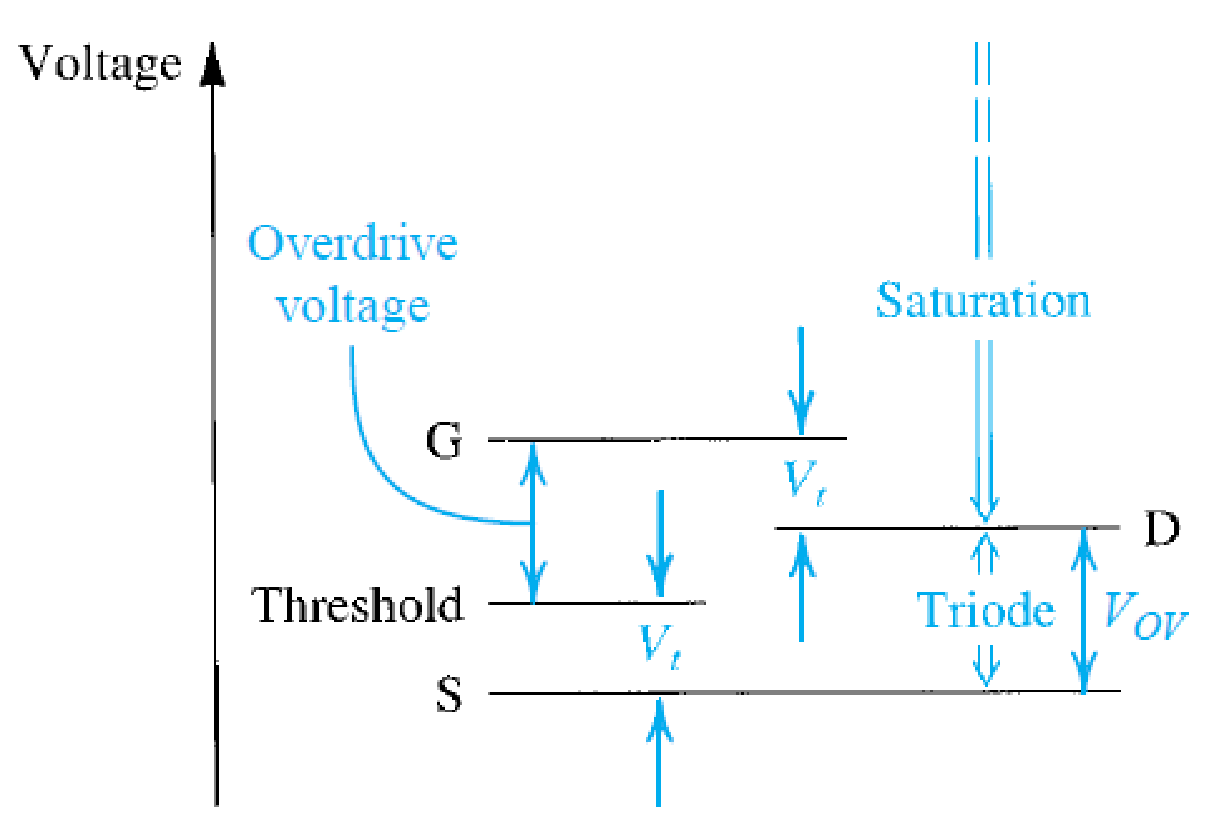 Voltage
Overdrive
voltage
Saturation
G
V_t
D
Threshold
Triode
V_OV
V_t
S